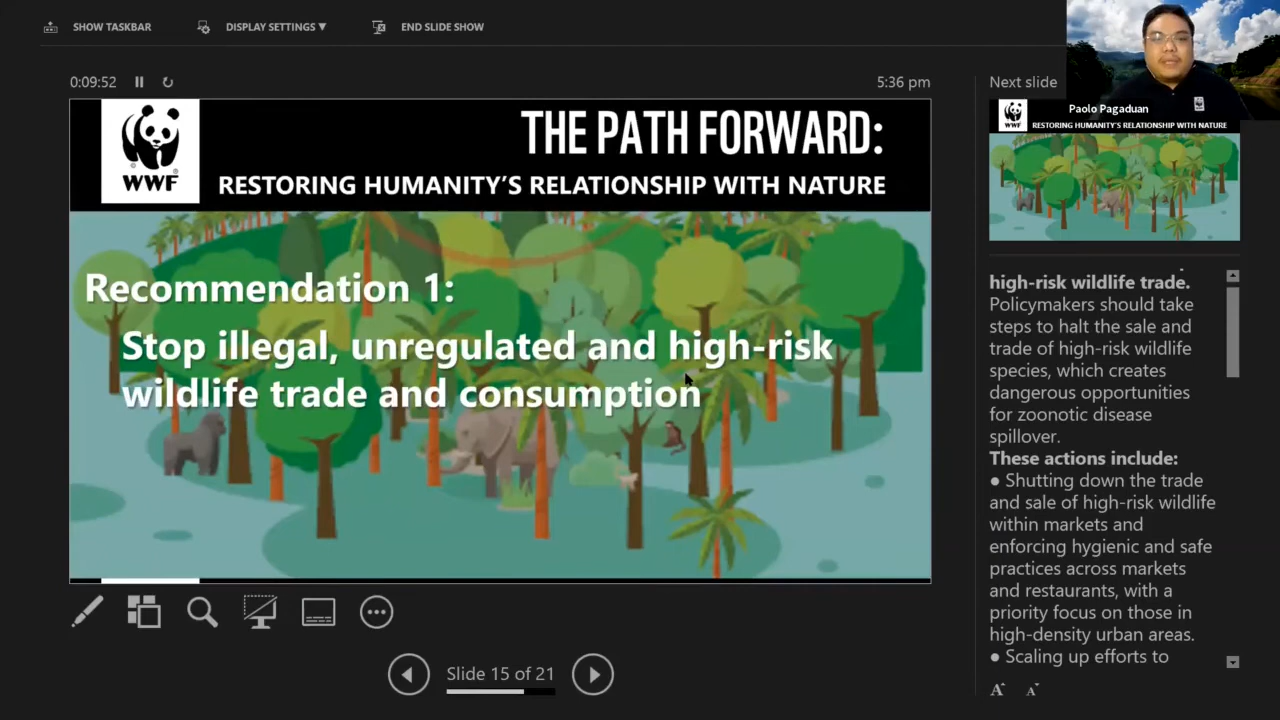 SHOW TASKBAR
DISPLAY SETTINGS ▼
END SLIDE SHOW
0:09:52
5:36 pm
WWF
THE PATH FORWARD:
RESTORING HUMANITY'S RELATIONSHIP WITH NATURE
Recommendation 1:
Stop illegal, unregulated and high-risk
wildlife trade and consumption
Slide 15 of 21
Next slide
Paolo Pagaduan
WWF
RESTORING HUMANITY'S RELATIONSHIP WITH NATURE
high-risk wildlife trade.
Policymakers should take
steps to halt the sale and
trade of high-risk wildlife
species, which creates
dangerous opportunities
for zoonotic disease
spillover.
These actions include:
● Shutting down the trade
and sale of high-risk wildlife
within markets and
enforcing hygienic and safe
practices across markets
and restaurants, with a
priority focus on those in
high-density urban areas.
● Scaling up efforts to
A A